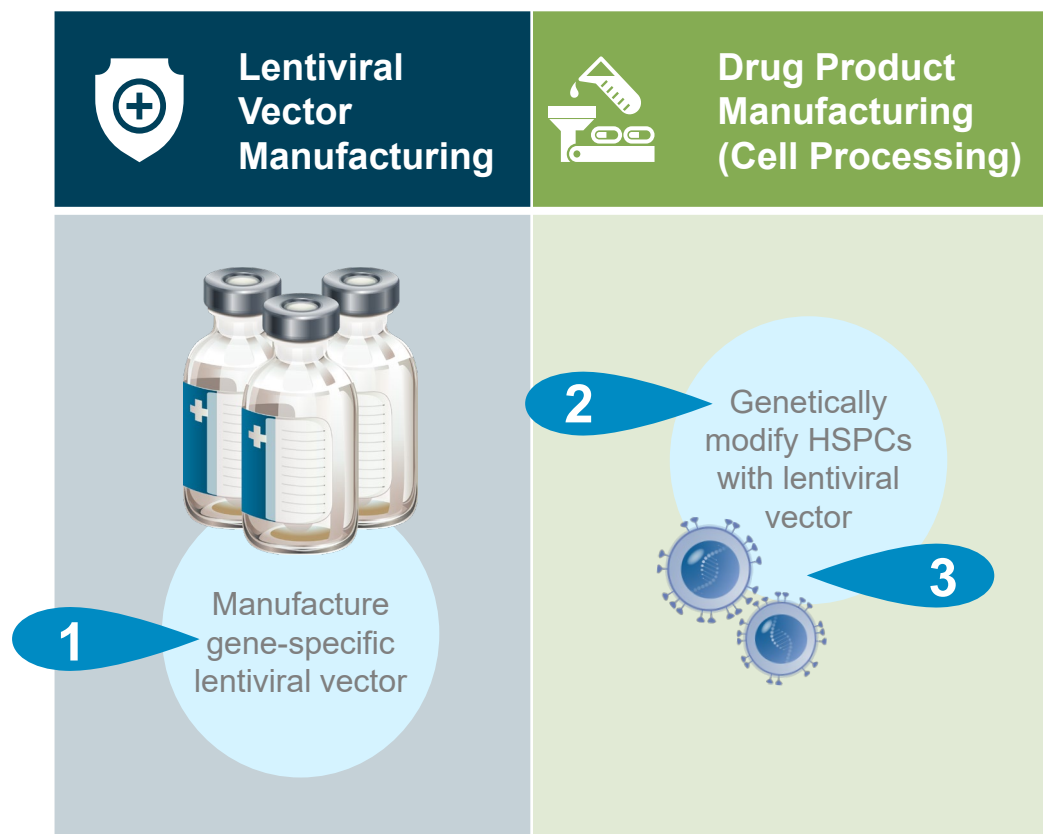 Lentiviral
Vector
Manufacturing
Drug Product
Manufacturing
(Cell Processing)
1
Manufacture
gene-specific
lentiviral vector
2
Genetically
modify HSPCs
with lentiviral
vector
3